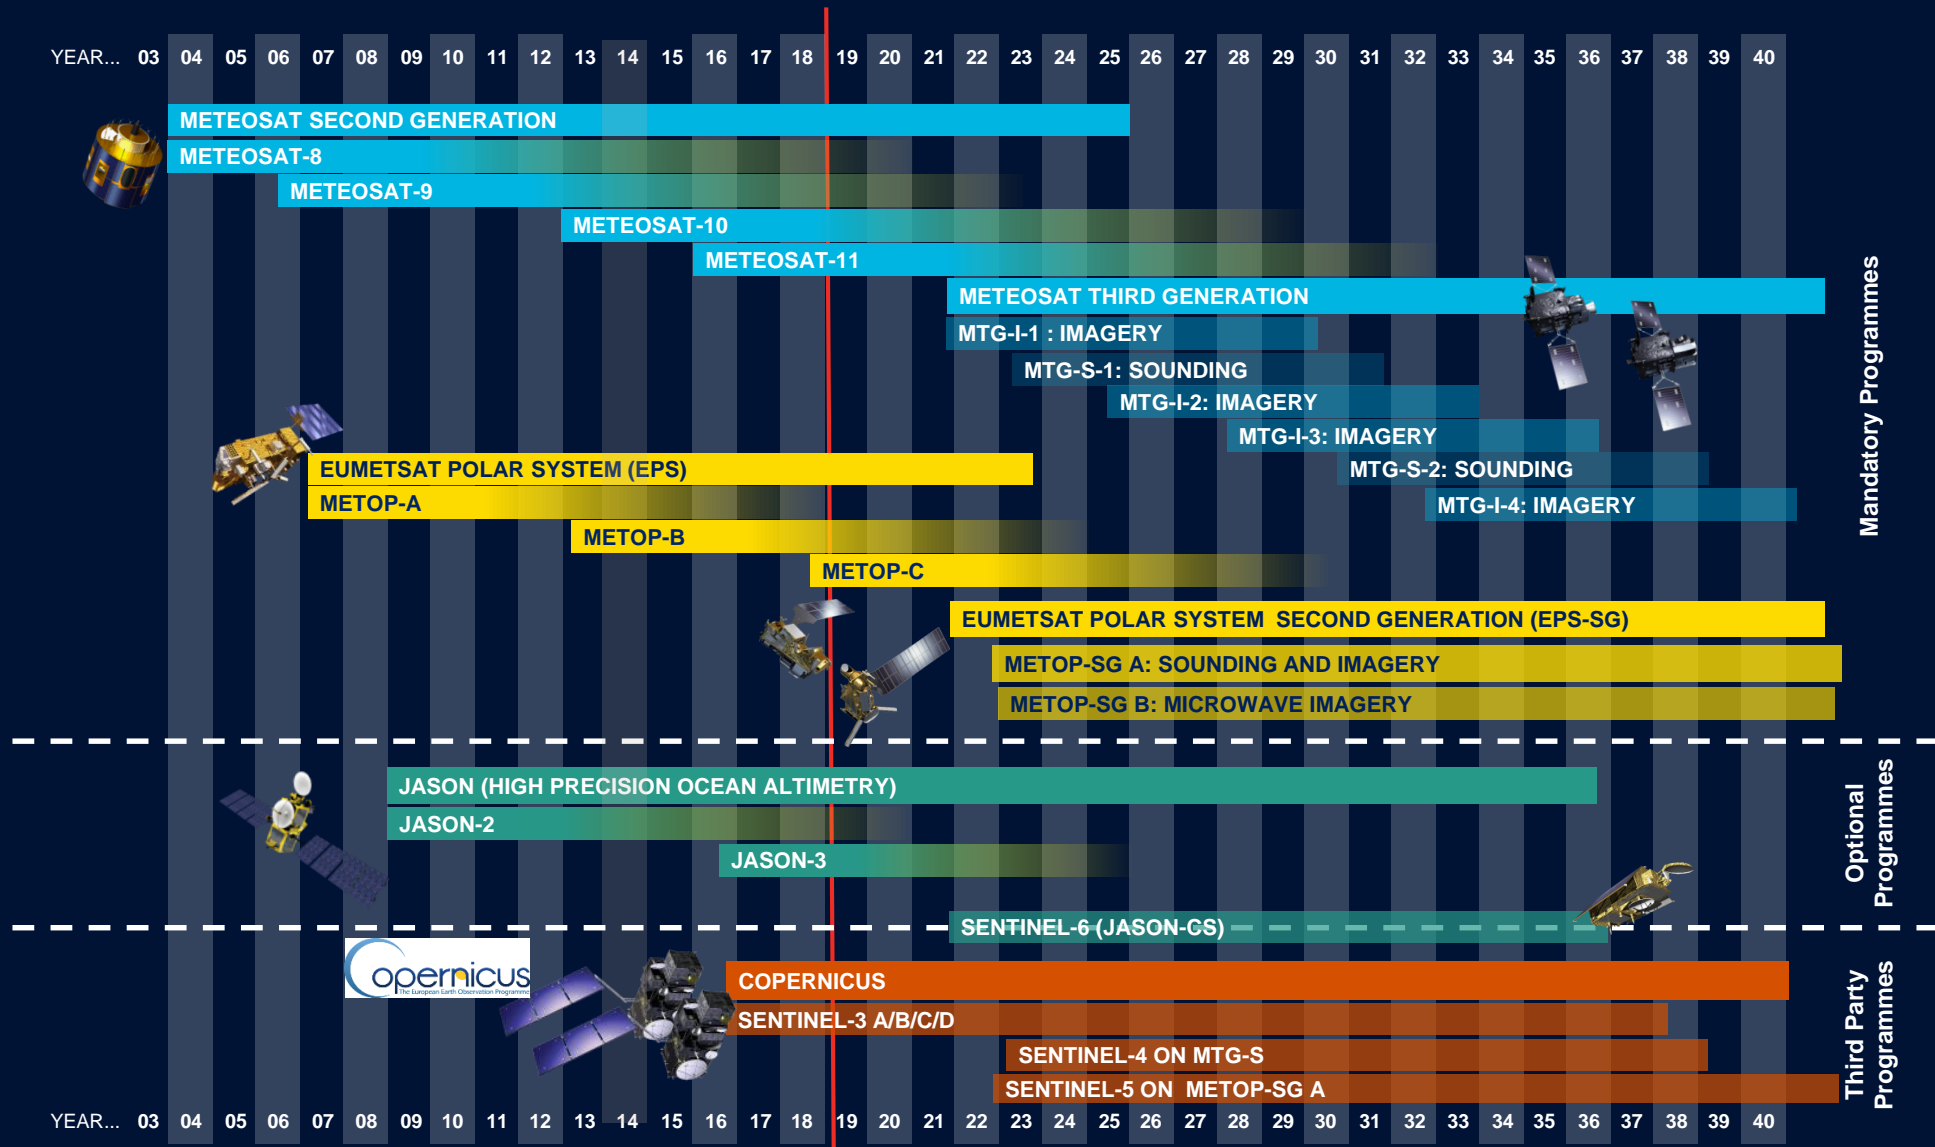 YEAR... 03 04 05 06 07 08 09 10 11 12 13 14 15 16 17 18 19 20 21 22 23 24 25 26 27 28 29 30 31 32 33 34 35 36 37 38 39 40
METEOSAT SECOND GENERATION
METEOSAT-8
METEOSAT-9
METEOSAT-10
METEOSAT-11
METEOSAT THIRD GENERATION
MTG-I-1 : IMAGERY
MTG-S-1: SOUNDING
MTG-I-2: IMAGERY
MTG-I-3: IMAGERY
EUMETSAT POLAR SYSTEM (EPS)
MTG-S-2: SOUNDING
METOP-A
MTG-I-4: IMAGERY
METOP-B
METOP-C
EUMETSAT POLAR SYSTEM SECOND GENERATION (EPS-SG)
METOP-SG A: SOUNDING AND IMAGERY
METOP-SG B: MICROWAVE IMAGERY
Mandatory Programmes
JASON (HIGH PRECISION OCEAN ALTIMETRY)
JASON-2
JASON-3
SENTINEL-6 (JASON-CS)
Optional
Programmes
Copernicus
The European Earth Observation Programme
COPERNICUS
SENTINEL-3 A/B/C/D
SENTINEL-4 ON MTG-S
SENTINEL-5 ON METOP-SG A
Third Party
Programmes
YEAR... 03 04 05 06 07 08 09 10 11 12 13 14 15 16 17 18 19 20 21 22 23 24 25 26 27 28 29 30 31 32 33 34 35 36 37 38 39 40